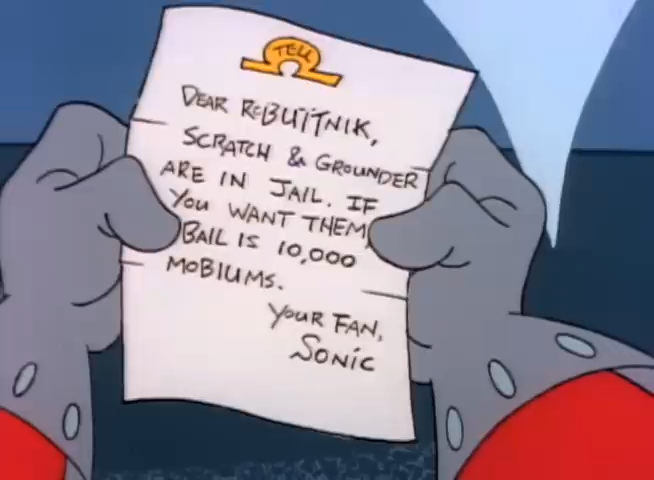 TELL
DEAR ROBUTTNIK,
SCRATCH & GROUNDER
ARE IN JAIL. IF
YOU WANT THEM
BAIL IS 10,000
MOBIUMS.
YOUR FAN,
SONIC